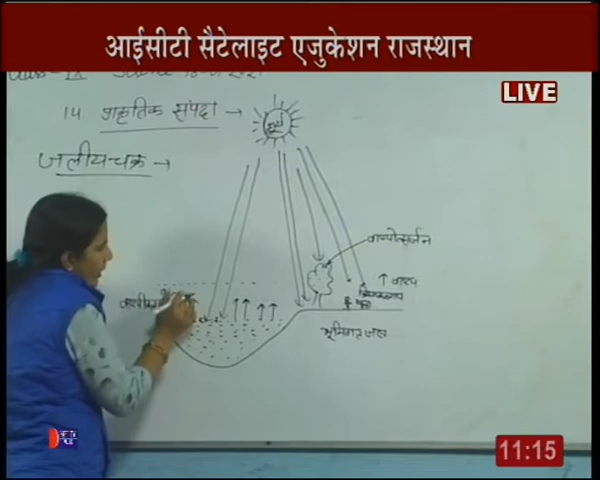 आईसीटी सैटेलाइट एजुकेशन राजस्थान
LIVE
14. प्राकृतिक संपदा →
सूर्य
जलीयचक्र →
वाष्पोत्सर्जन
↑ वाष्प
भूमिगत जल
11:15